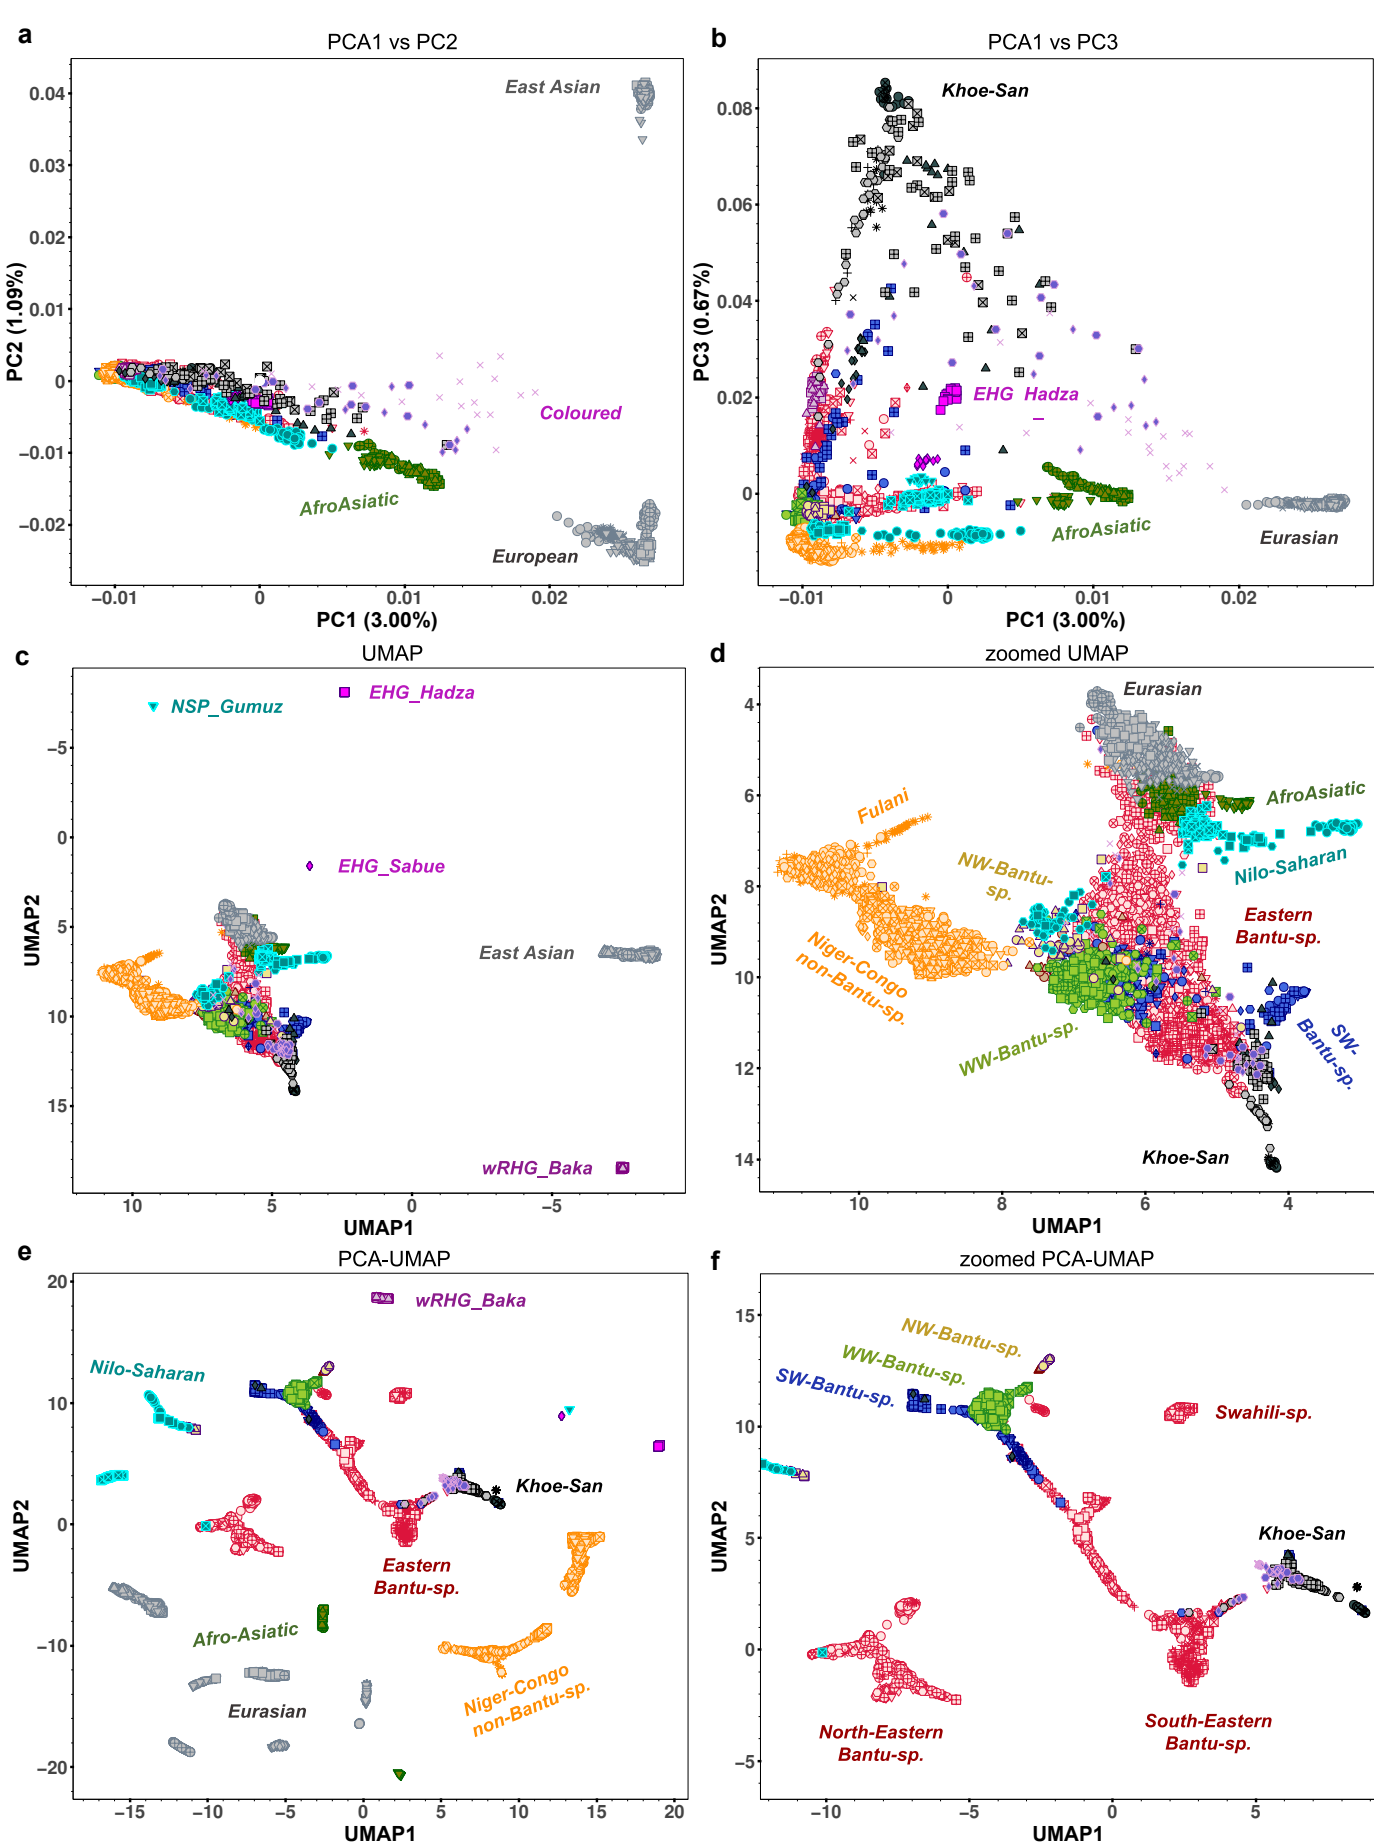 a
PCA1 vs PC2
East Asian
Coloured
AfroAsiatic
European
0.04
0.03
0.02
0.01
0
−0.01
−0.02
PC2 (1.09%)
−0.01
0
0.01
0.02
PC1 (3.00%)
b
PCA1 vs PC3
Khoe-San
EHG_Hadza
AfroAsiatic
Eurasian
0.08
0.06
0.04
0.02
0
PC3 (0.67%)
−0.01
0
0.01
0.02
PC1 (3.00%)
c
UMAP
EHG_Hadza
NSP_Gumuz
EHG_Sabue
East Asian
wRHG_Baka
−5
0
5
10
15
UMAP2
10
5
0
−5
UMAP1
d
zoomed UMAP
Eurasian
AfroAsiatic
Fulani
Nilo-Saharan
NW-Bantu-
sp.
Eastern
Bantu-sp.
Niger-Congo
non-Bantu-sp.
WW-Bantu-sp.
SW-
Bantu-sp.
Khoe-San
4
6
8
10
12
14
UMAP2
10
8
6
4
UMAP1
e
PCA-UMAP
wRHG_Baka
Nilo-Saharan
Khoe-San
Eastern
Bantu-sp.
Afro-Asiatic
Eurasian
Niger-Congo
non-Bantu-sp.
20
10
0
−10
−20
UMAP2
−15
−10
−5
0
5
10
15
20
UMAP1
f
zoomed PCA-UMAP
NW-Bantu-sp.
WW-Bantu-sp.
SW-Bantu-sp.
Swahili-sp.
Khoe-San
North-Eastern
Bantu-sp.
South-Eastern
Bantu-sp.
15
10
5
0
−5
UMAP2
−10
−5
0
5
UMAP1